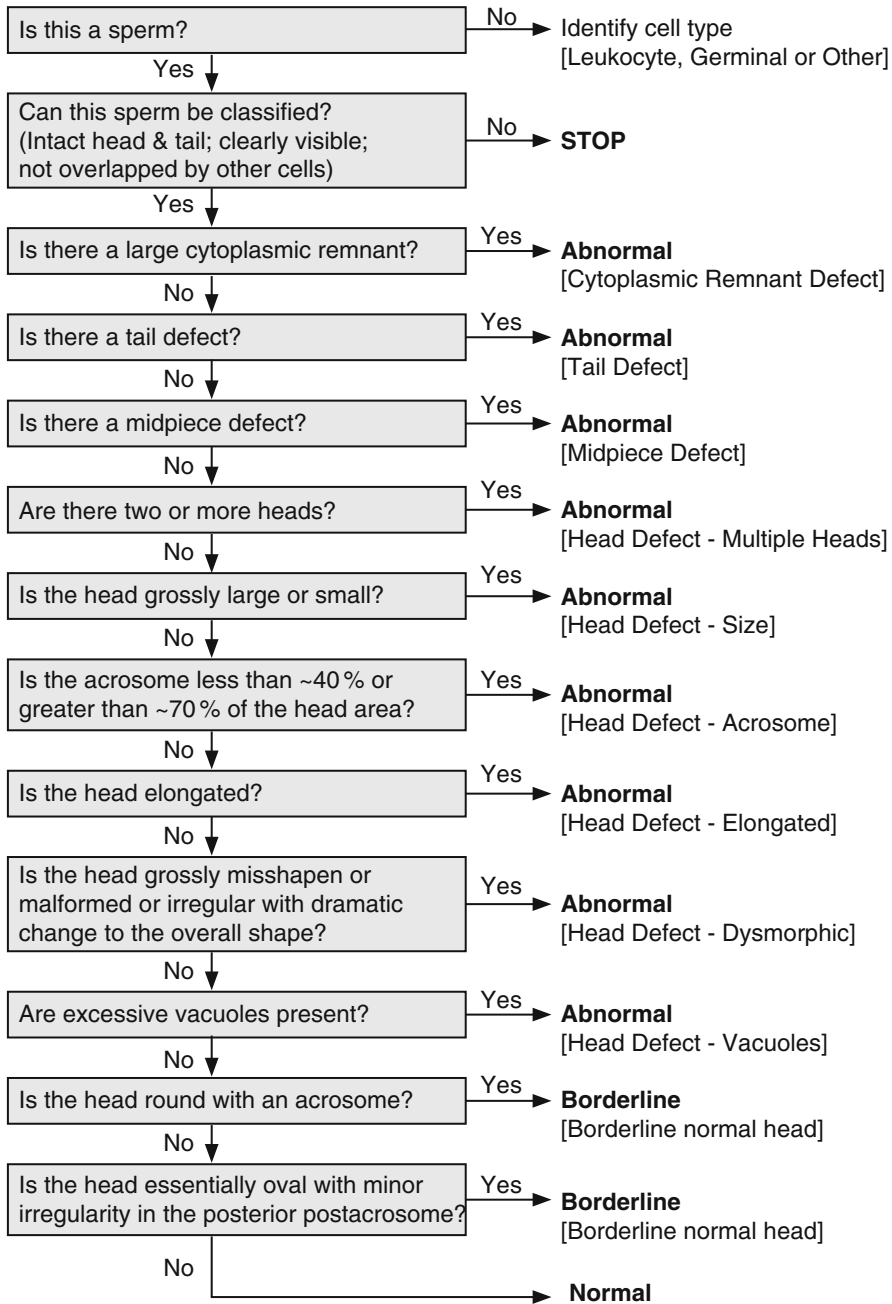 Is this a sperm?
No
Identify cell type
[Leukocyte, Germinal or Other]
Yes
Can this sperm be classified?
(Intact head & tail; clearly visible;
not overlapped by other cells)
No
STOP
Yes
Is there a large cytoplasmic remnant?
Yes
Abnormal
[Cytoplasmic Remnant Defect]
No
Is there a tail defect?
Yes
Abnormal
[Tail Defect]
No
Is there a midpiece defect?
Yes
Abnormal
[Midpiece Defect]
No
Are there two or more heads?
Yes
Abnormal
[Head Defect - Multiple Heads]
No
Is the head grossly large or small?
Yes
Abnormal
[Head Defect - Size]
No
Is the acrosome less than ~40 % or
greater than ~70 % of the head area?
Yes
Abnormal
[Head Defect - Acrosome]
No
Is the head elongated?
Yes
Abnormal
[Head Defect - Elongated]
No
Is the head grossly misshapen or
malformed or irregular with dramatic
change to the overall shape?
Yes
Abnormal
[Head Defect - Dysmorphic]
No
Are excessive vacuoles present?
Yes
Abnormal
[Head Defect - Vacuoles]
No
Is the head round with an acrosome?
Yes
Borderline
[Borderline normal head]
No
Is the head essentially oval with minor
irregularity in the posterior postacrosome?
Yes
Borderline
[Borderline normal head]
No
Normal